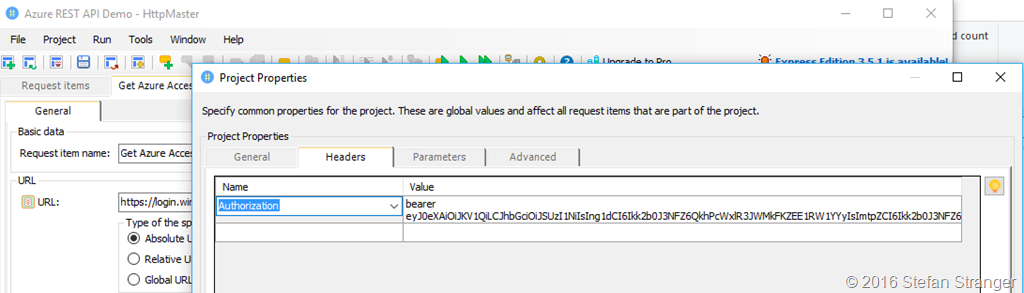 Azure REST API Demo - HttpMaster
File Project Run Tools Window Help
d count
Upgrade to Pro
Express Edition 3.5.1 is available!
Request items
Get Azure Acces
Project Properties
General
Specify common properties for the project. These are global values and affect all request items that are part of the project.
Basic data
Project Properties
Request item name:
Get Azure Acces
General
Headers
Parameters
Advanced
URL
Name
Value
URL:
https://login.wi
Authorization
bearer
eyJ0eXAiOiJKV1QiLCJhbGciOiJSUzI1NiIsIng1dCI6Ikk2b0J3NFZ6QkhPcWxlR3JWMkFKZEE1RW1YYyIsImtpZCI6Ikk2b0J3NFZ6
Type of the sp
Absolute U
Relative U
Global UR
© 2016 Stefan Stranger